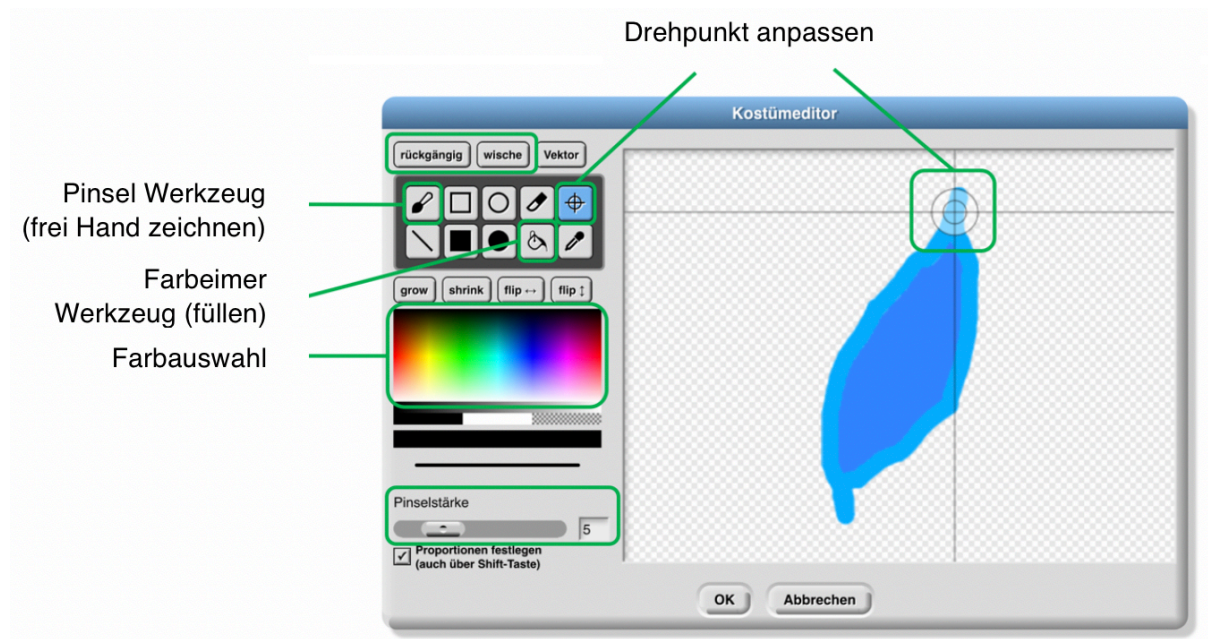 Drehpunkt anpassen
Kostümeditor
rückgängig wische Vektor
Pinsel Werkzeug
(frei Hand zeichnen)
Farbeimer
Werkzeug (füllen)
grow shrink flip ↔ flip ↕
Farbauswahl
Pinselstärke
5
Proportionen festlegen
(auch über Shift-Taste)
OK Abbrechen